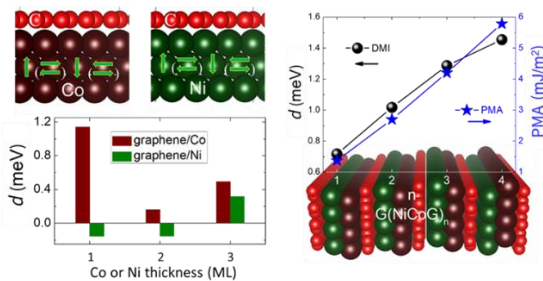 C
C
Co
Ni
d (meV)
1.2
0.8
0.4
0.0
graphene/Co
graphene/Ni
1 2 3
Co or Ni thickness (ML)
d (meV)
1.6
1.4
1.2
1.0
0.8
0.6
DMI
PMA
PMA (mJ/m²)
6
5
4
3
2
1
1 2 3 4
n
G(NiCoG)n